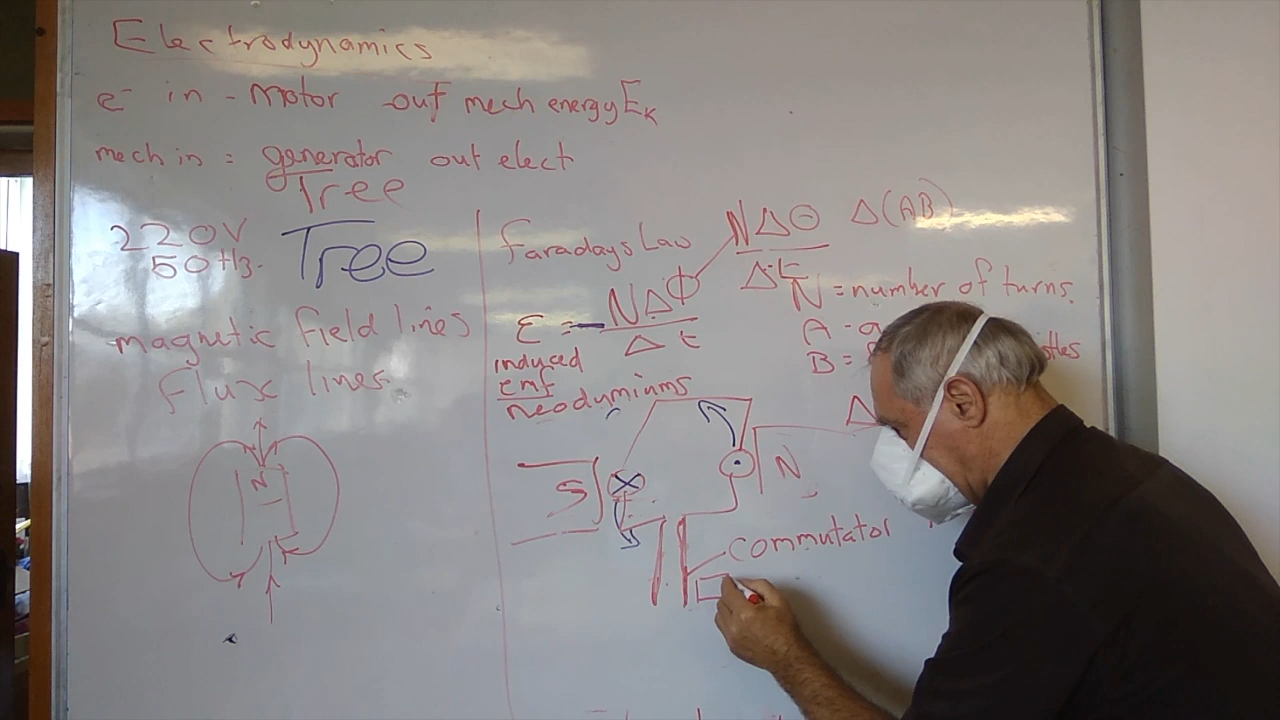 Electrodynamics
e⁻ in - motor out mech energy EK
mech in : generator out elect
Tree
220V
50Hz.
Tree
magnetic field lines
flux lines
N
Faradays Law
NΔΘ Δ(AB)
Δt
ε = - NΔϕ
Δt
induced
emf
N = number of turns.
A - a
B =
neodymiums
S
N
Δ
commutator